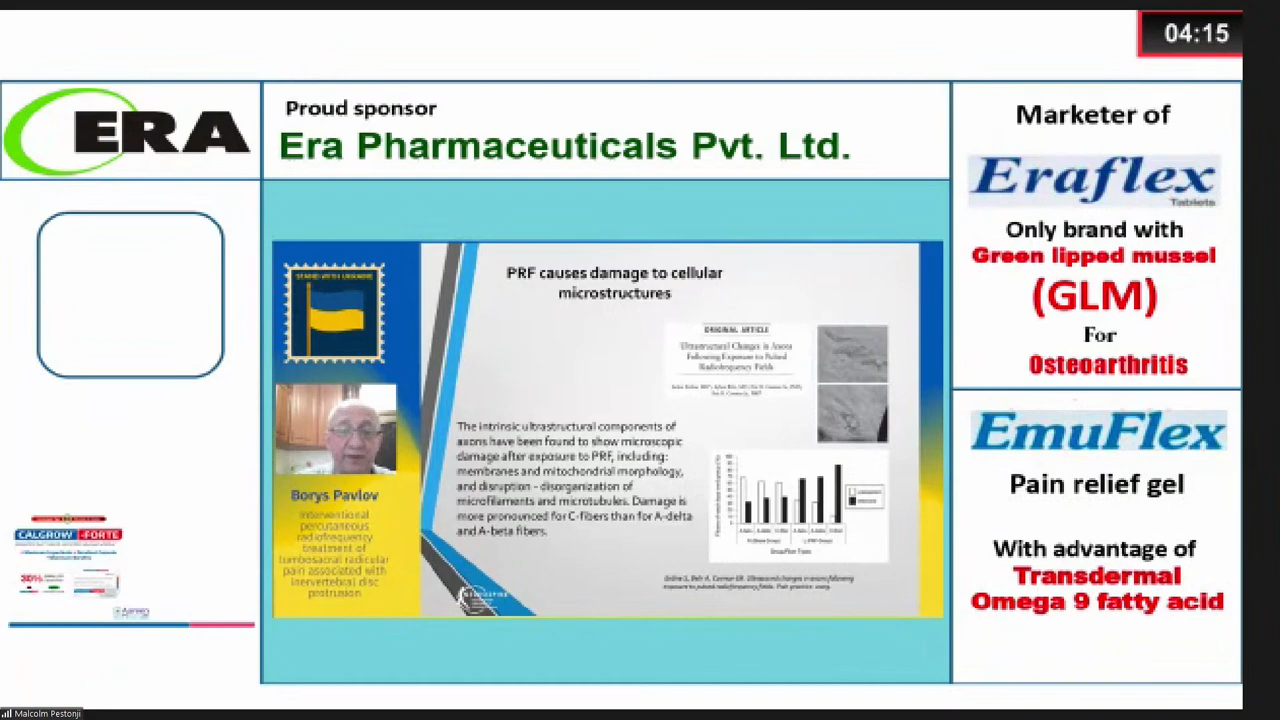 04:15
ERA
Proud sponsor
Era Pharmaceuticals Pvt. Ltd.
Marketer of
Eraflex
Tablets
Only brand with
Green lipped mussel
(GLM)
For
Osteoarthritis
EmuFlex
Pain relief gel
With advantage of
Transdermal
Omega 9 fatty acid
STAND WITH UKRAINE
Borys Pavlov
Interventional
percutaneous
radiofrequency
treatment of
lumbosacral radicular
pain associated with
inervertebral disc
protrusion
PRF causes damage to cellular
microstructures
ORIGINAL ARTICLE
Ultrastructural Changes in Axons
Following Exposure to Pulsed
Radiofrequency Fields
The intrinsic ultrastructural components of
axons have been found to show microscopic
damage after exposure to PRF, including:
membranes and mitochondrial morphology,
and disruption - disorganization of
microfilaments and microtubules. Damage is
more pronounced for C-fibers than for A-delta
and A-beta fibers.
CALGROW -FORTE
30%
Malcolm Pestonji